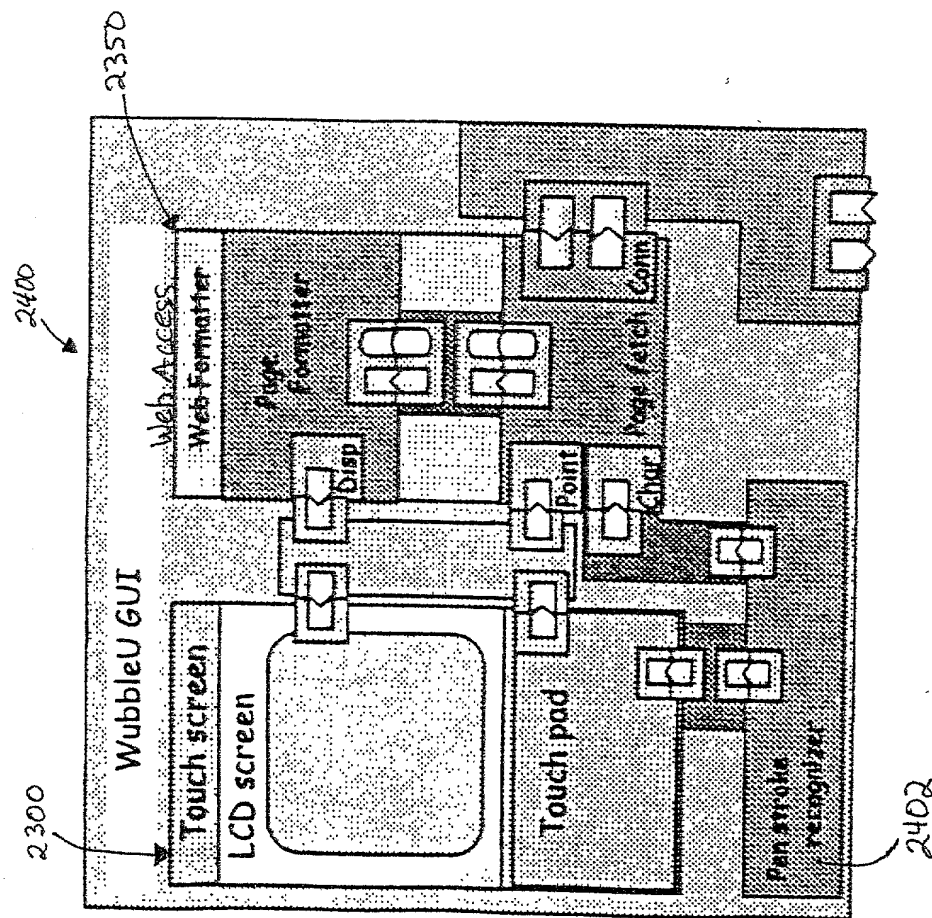 2400
2350
2300
WubbleU GUI
Web Access
Web Formatter
Touch screen
LCD screen
Page
Formatter
Disp
Touch pad
Point
Page fetch
Conn
Char
Pen stroke
recognizer
2402